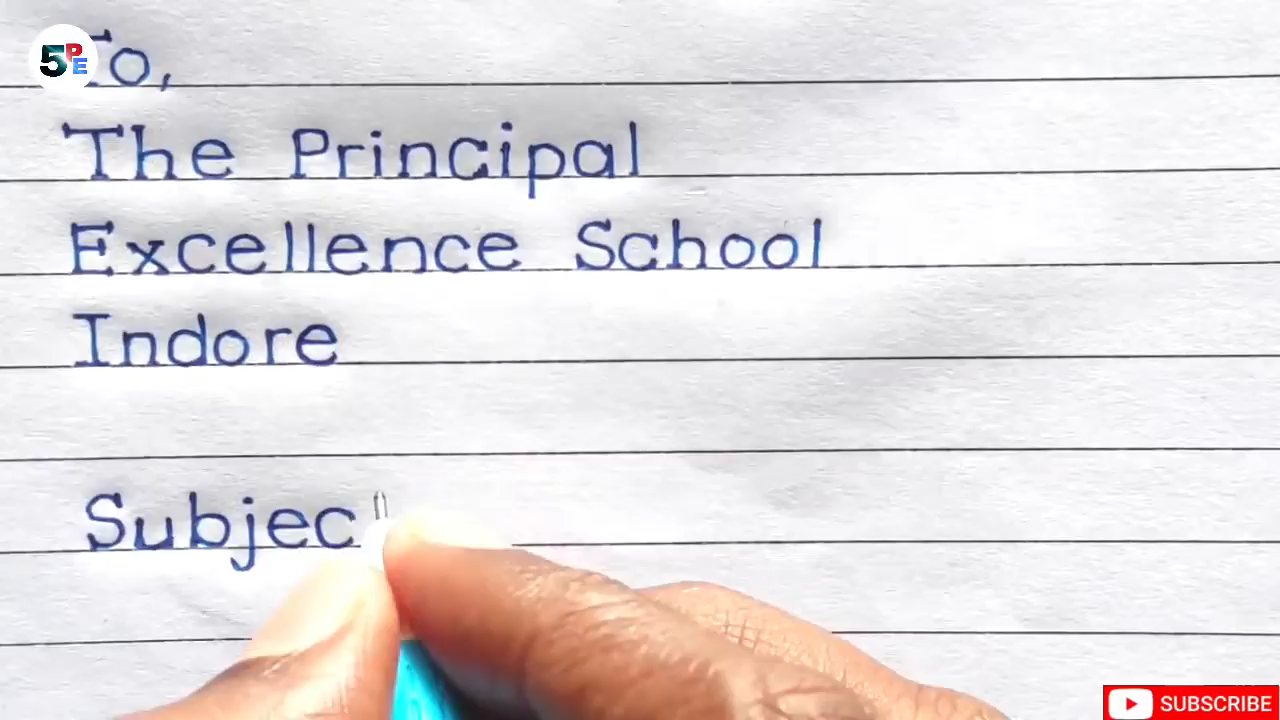 5PE
To,
The Principal
Excellence School
Indore
Subjec
SUBSCRIBE